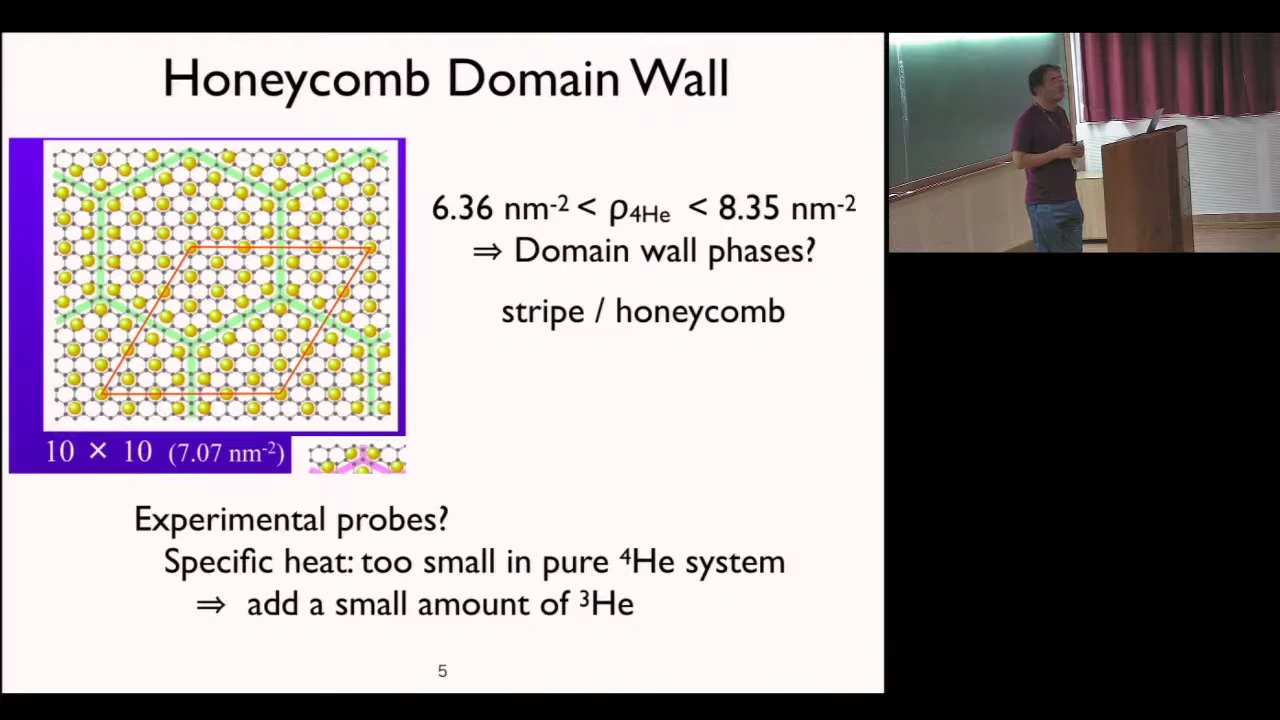 Honeycomb Domain Wall
6.36 nm⁻² < ρ₄He < 8.35 nm⁻²
⇒ Domain wall phases?
stripe / honeycomb
10 × 10 (7.07 nm⁻²)
Experimental probes?
Specific heat: too small in pure ⁴He system
⇒ add a small amount of ³He
5